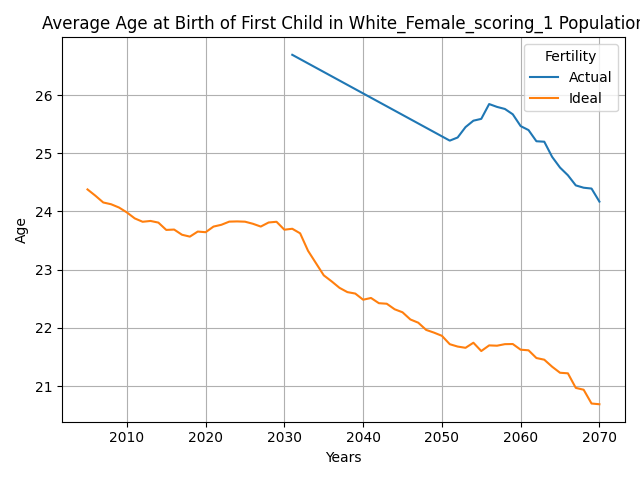 Average Age at Birth of First Child in White_Female_scoring_1 Population
Fertility
Actual
Ideal
Age
26
25
24
23
22
21
2010 2020 2030 2040 2050 2060 2070
Years